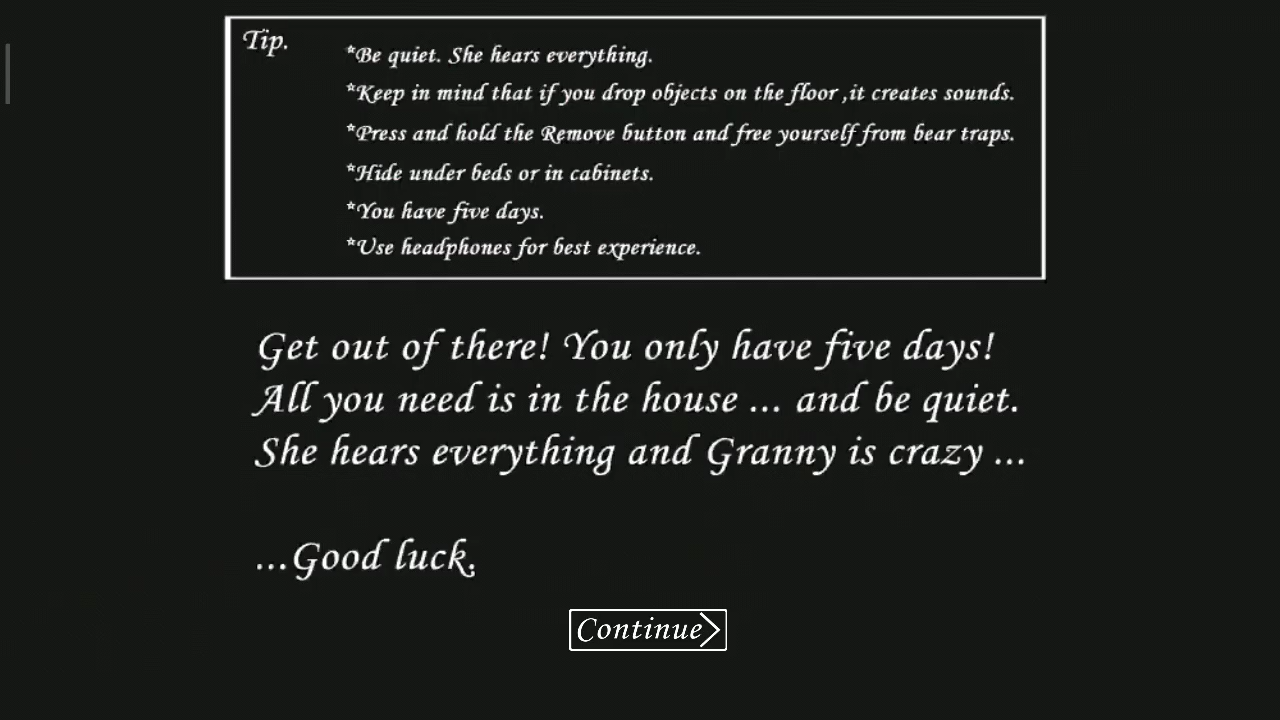 Tip.
*Be quiet. She hears everything.
*Keep in mind that if you drop objects on the floor ,it creates sounds.
*Press and hold the Remove button and free yourself from bear traps.
*Hide under beds or in cabinets.
*You have five days.
*Use headphones for best experience.
Get out of there! You only have five days!
All you need is in the house ... and be quiet.
She hears everything and Granny is crazy ...
...Good luck.
Continue